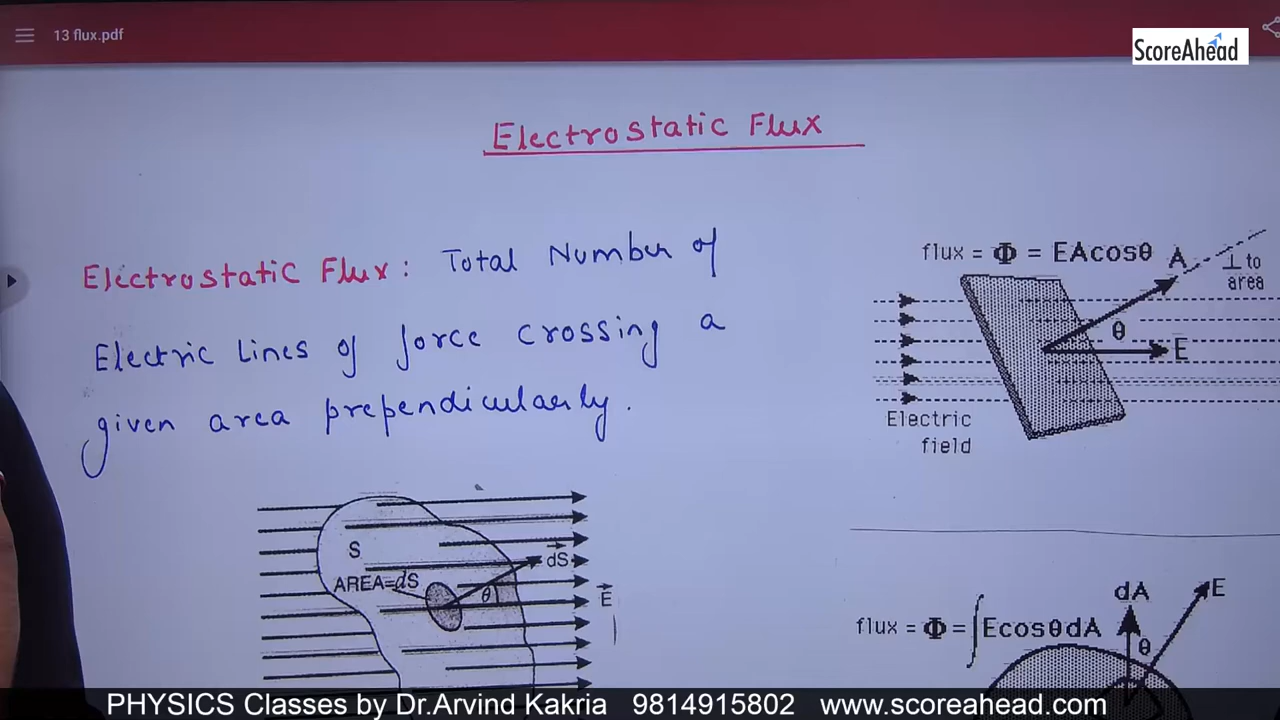 13 flux.pdf
ScoreAhead
Electrostatic Flux
Electrostatic Flux: Total Number of
Electric Lines of force crossing a
given area prependicularly.
flux = Φ = EAcosθ
A
⊥ to
area
θ
E
Electric
field
S
AREA=dS
dS
θ
E
flux = Φ = ∫EcosθdA
dA
E
θ
PHYSICS Classes by Dr.Arvind Kakria 9814915802 www.scoreahead.com